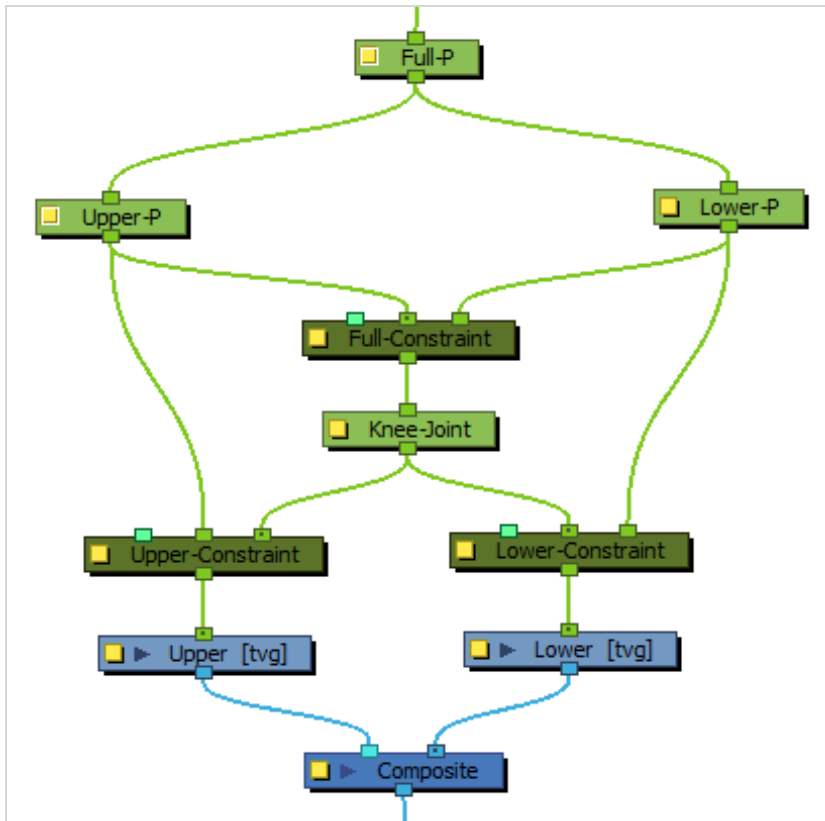 Full-P
Upper-P
Lower-P
Full-Constraint
Knee-Joint
Upper-Constraint
Lower-Constraint
Upper [tvg]
Lower [tvg]
Composite